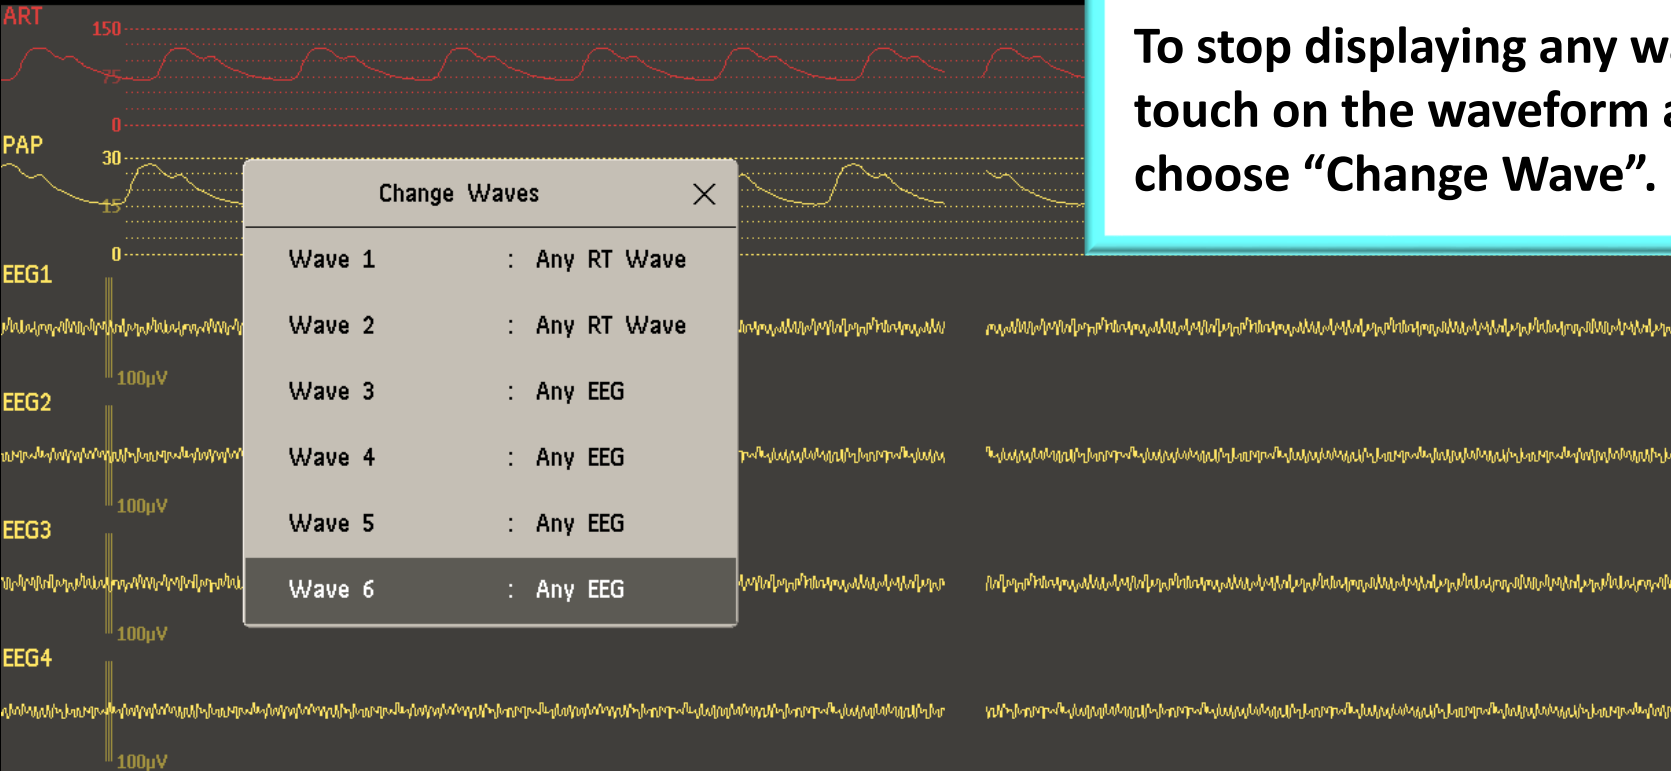 ART
150
75
0
To stop displaying any
touch on the waveform
choose “Change Wave”.
PAP
30
15
0
Change Waves
Wave 1 : Any RT Wave
Wave 2 : Any RT Wave
Wave 3 : Any EEG
Wave 4 : Any EEG
Wave 5 : Any EEG
Wave 6 : Any EEG
EEG1
100µV
EEG2
100µV
EEG3
100µV
EEG4
100µV